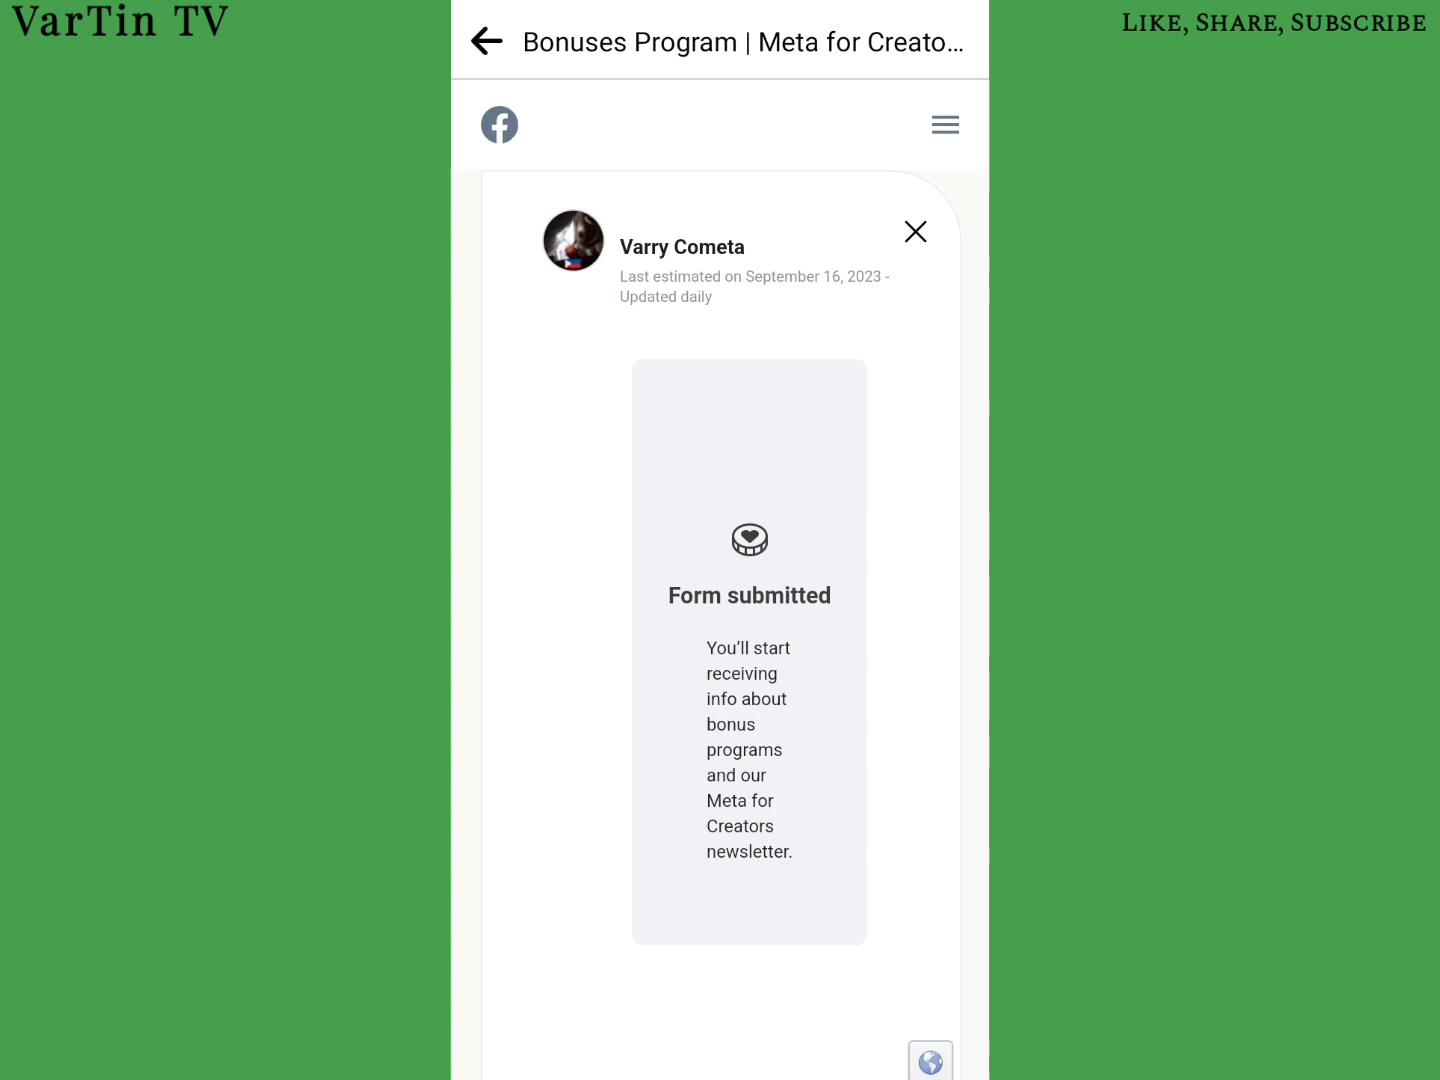 VarTin TV
Like, Share, Subscribe
Bonuses Program | Meta for Creato...
Varry Cometa
Last estimated on September 16, 2023 -
Updated daily
Form submitted
You’ll start
receiving
info about
bonus
programs
and our
Meta for
Creators
newsletter.